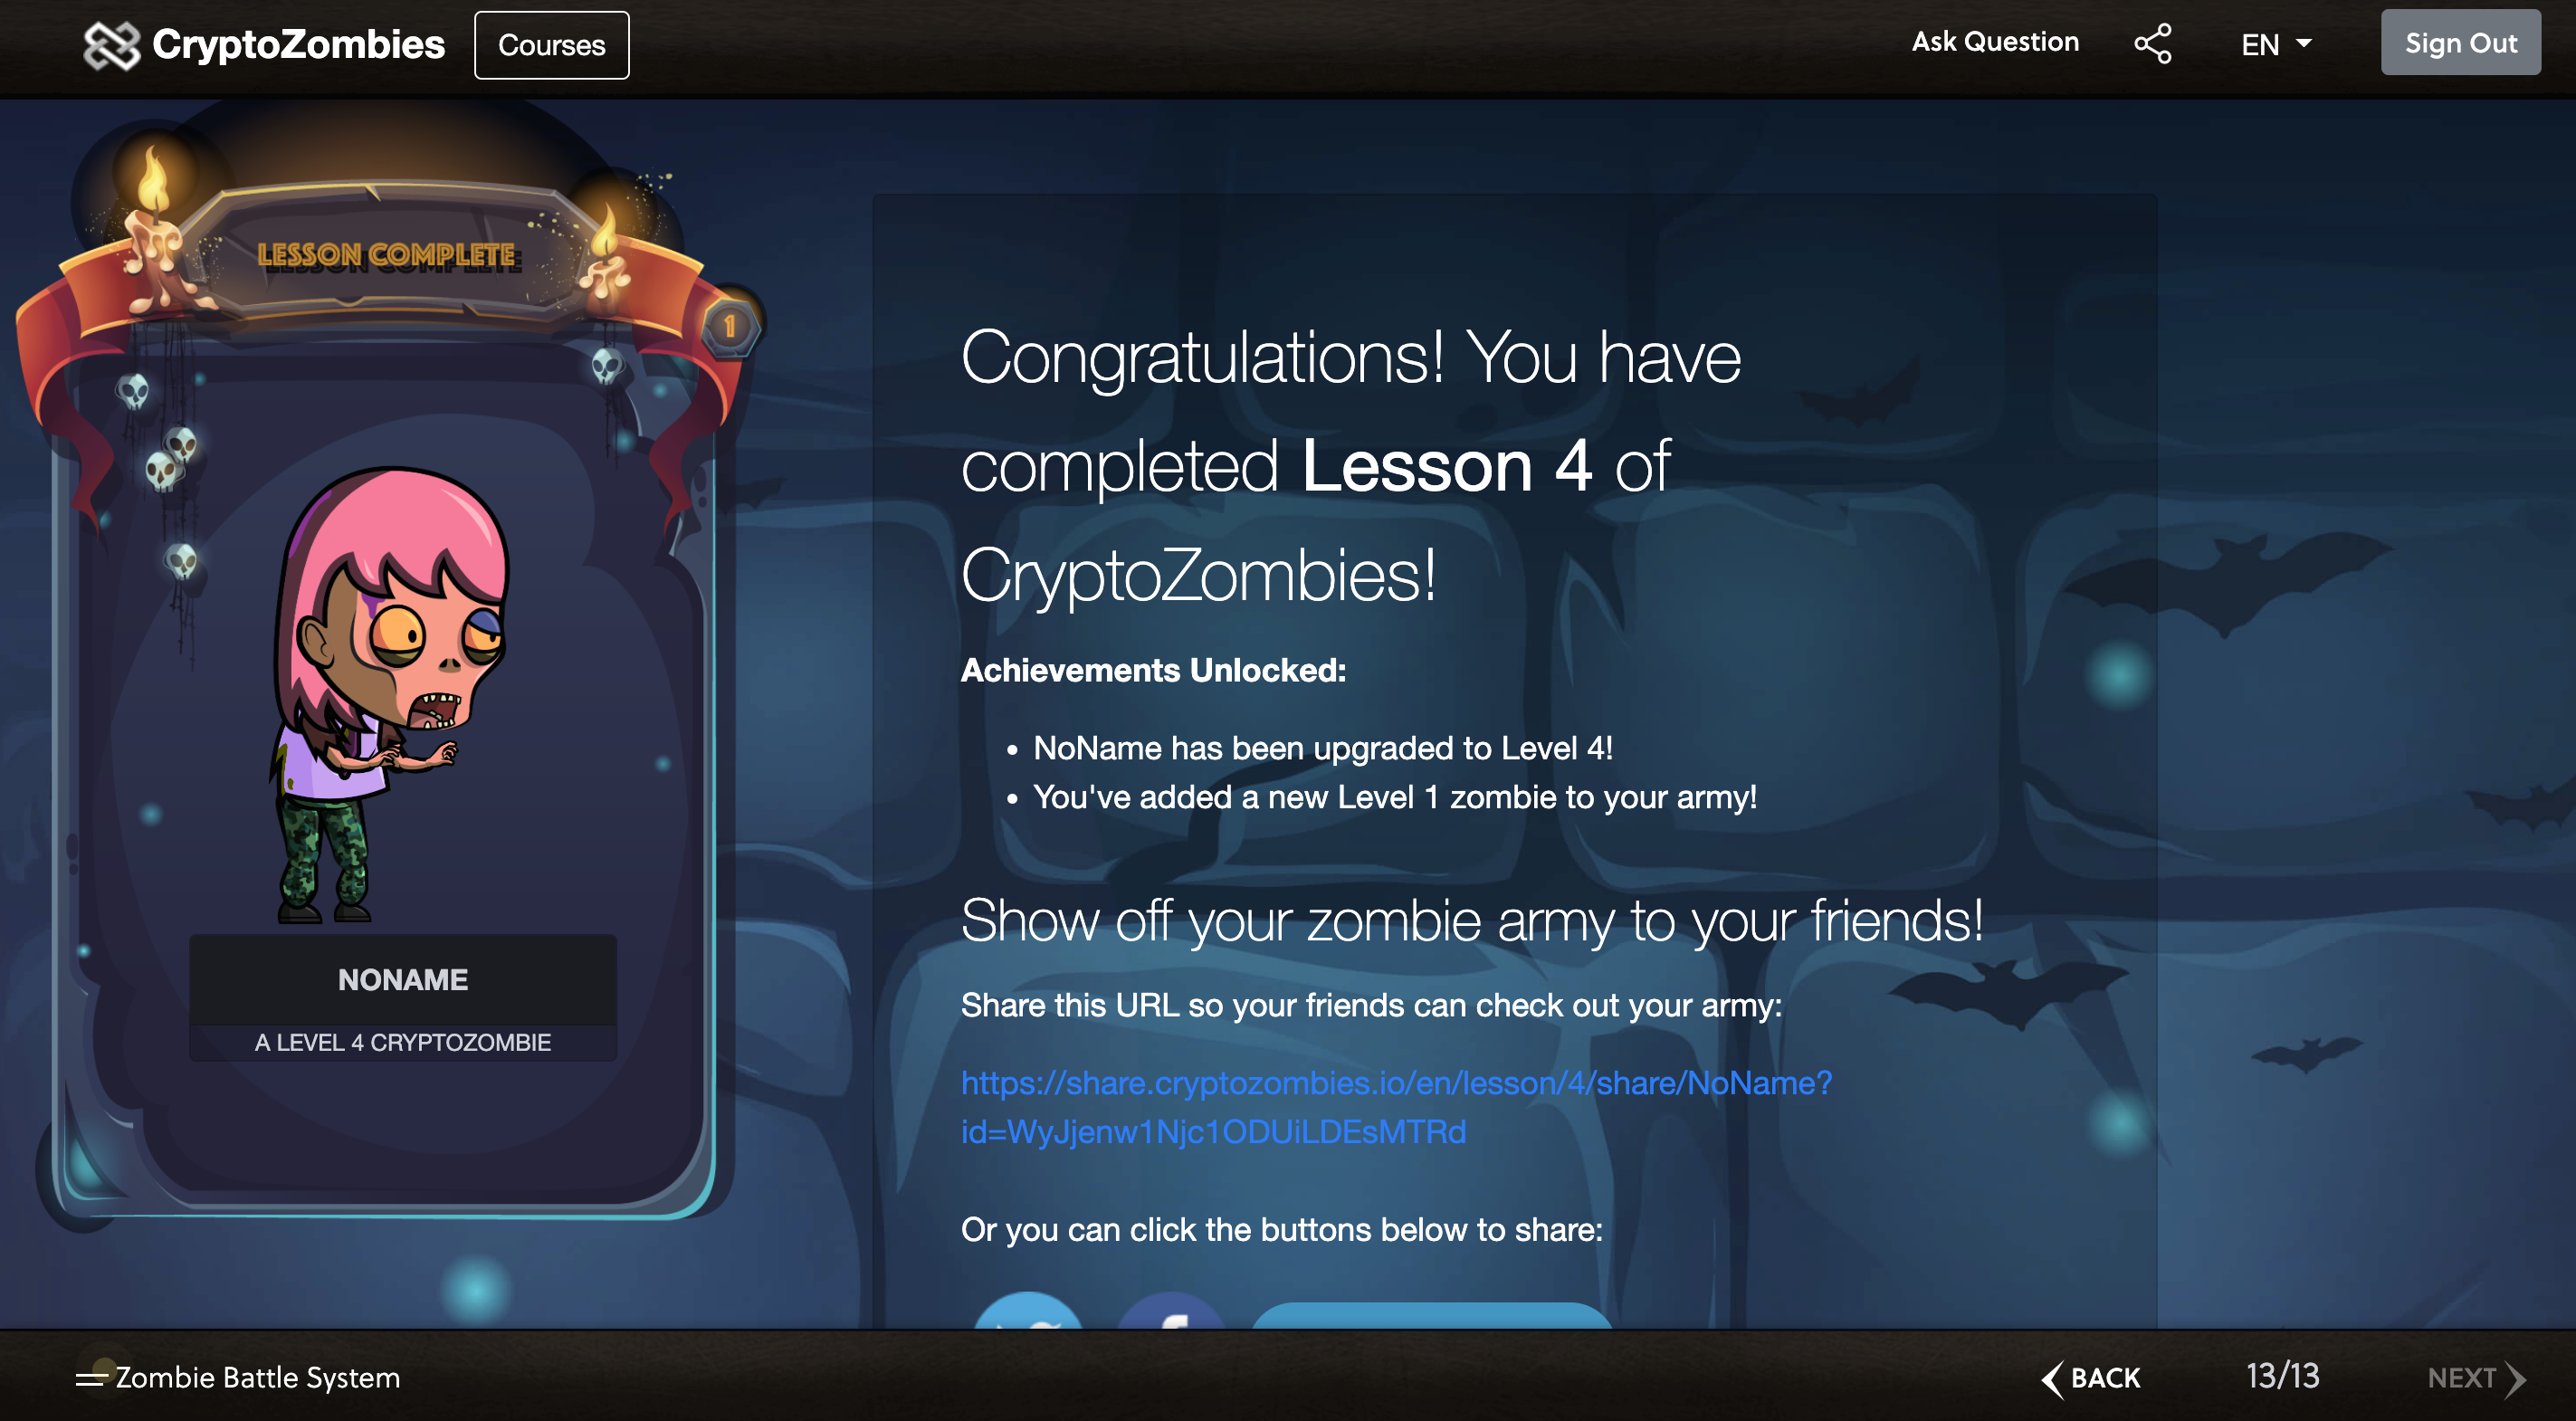 CryptoZombies
Courses
Ask Question
EN
Sign Out
LESSON COMPLETE
1
NONAME
A LEVEL 4 CRYPTOZOMBIE
Congratulations! You have
completed Lesson 4 of
CryptoZombies!
Achievements Unlocked:
• NoName has been upgraded to Level 4!
• You've added a new Level 1 zombie to your army!
Show off your zombie army to your friends!
Share this URL so your friends can check out your army:
https://share.cryptozombies.io/en/lesson/4/share/NoName?
id=WyJjenw1Njc1ODUiLDEsMTRd
Or you can click the buttons below to share:
Zombie Battle System
BACK
13/13
NEXT